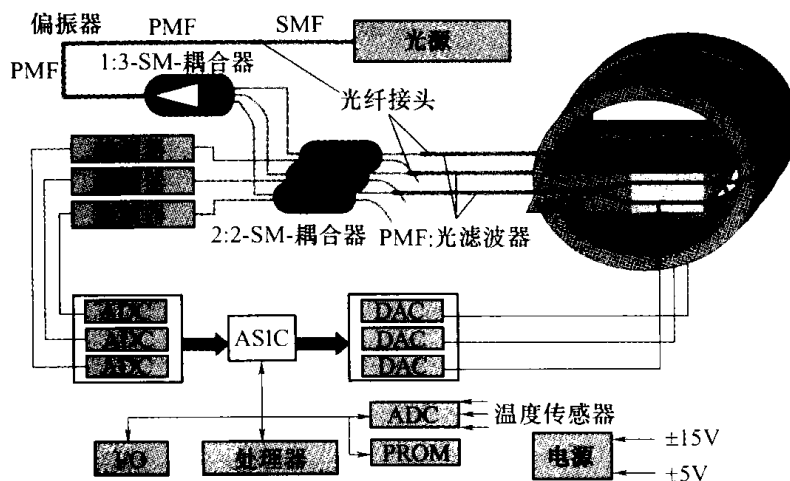 偏振器
PMF
SMF
光源
PMF
1:3-SM-耦合器
光纤接头
2:2-SM-耦合器
PMF:光滤波器
ADC
ADC
ADC
ASIC
DAC
DAC
DAC
ADC
温度传感器
I/O
处理器
PROM
电源
±15V
+5V